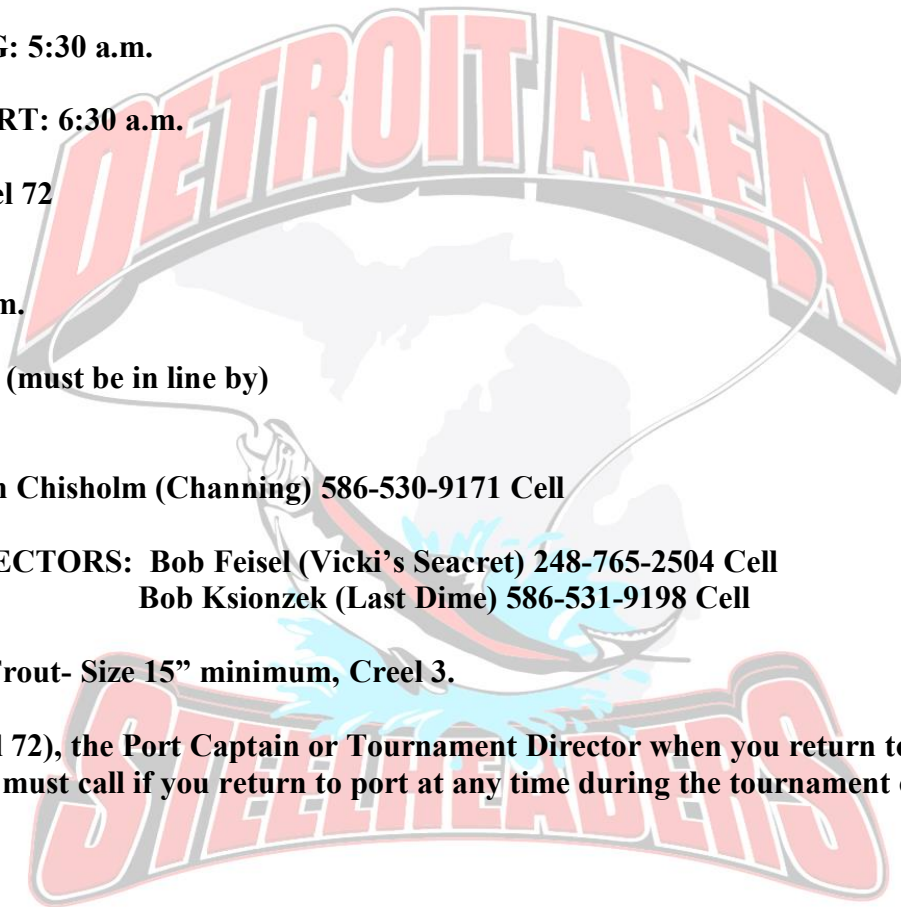 DETROIT AREA
G: 5:30 a.m.
RT: 6:30 a.m.
el 72
m.
(must be in line by)
n Chisholm (Channing) 586-530-9171 Cell
ECTORS: Bob Feisel (Vicki’s Seacret) 248-765-2504 Cell
Bob Ksionzek (Last Dime) 586-531-9198 Cell
Trout- Size 15” minimum, Creel 3.
l 72), the Port Captain or Tournament Director when you return to
must call if you return to port at any time during the tournament
STEELHEADERS